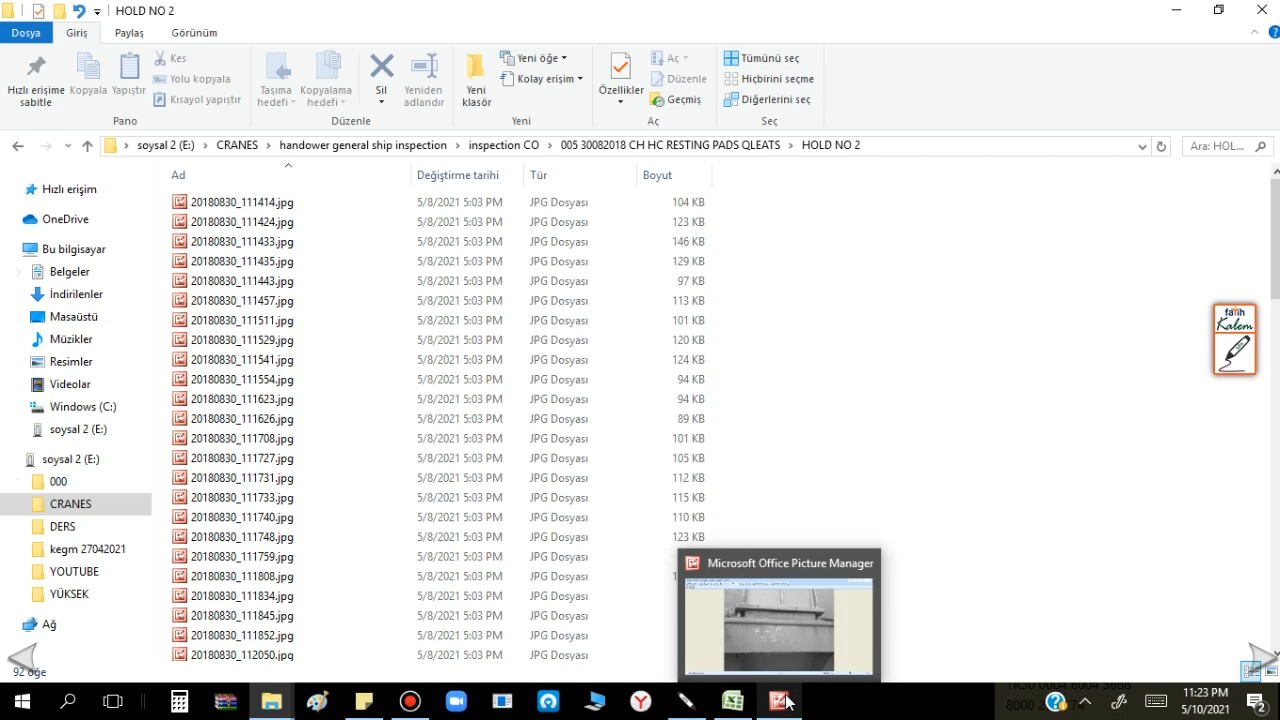 HOLD NO 2
Dosya Giriş Paylaş Görünüm
Hızlı erişime sabitle
Kopyala
Yapıştır
Kes
Yolu kopyala
Kısayol yapıştır
Pano
Taşıma hedefi
Kopyalama hedefi
Sil
Yeniden adlandır
Düzenle
Yeni klasör
Yeni öğe
Kolay erişim
Yeni
Özellikler
Aç
Düzenle
Geçmiş
Aç
Tümünü seç
Hiçbirini seçme
Diğerlerini seç
Seç
soysal 2 (E:) > CRANES > handower general ship inspection > inspection CO > 005 30082018 CH HC RESTING PADS QLEATS > HOLD NO 2
Ara: HOL...
Hızlı erişim
OneDrive
Bu bilgisayar
Belgeler
İndirilenler
Masaüstü
Müzikler
Resimler
Videolar
Windows (C:)
soysal 2 (E:)
soysal 2 (E:)
000
CRANES
DERS
kegm 27042021
YOUTUBE
YÜKSEK
Ağ
Ad Değiştirme tarihi Tür Boyut
20180830_111414.jpg 5/8/2021 5:03 PM JPG Dosyası 104 KB
20180830_111424.jpg 5/8/2021 5:03 PM JPG Dosyası 123 KB
20180830_111433.jpg 5/8/2021 5:03 PM JPG Dosyası 146 KB
20180830_111435.jpg 5/8/2021 5:03 PM JPG Dosyası 129 KB
20180830_111443.jpg 5/8/2021 5:03 PM JPG Dosyası 97 KB
20180830_111457.jpg 5/8/2021 5:03 PM JPG Dosyası 113 KB
20180830_111511.jpg 5/8/2021 5:03 PM JPG Dosyası 101 KB
20180830_111529.jpg 5/8/2021 5:03 PM JPG Dosyası 120 KB
20180830_111541.jpg 5/8/2021 5:03 PM JPG Dosyası 124 KB
20180830_111554.jpg 5/8/2021 5:03 PM JPG Dosyası 94 KB
20180830_111623.jpg 5/8/2021 5:03 PM JPG Dosyası 94 KB
20180830_111626.jpg 5/8/2021 5:03 PM JPG Dosyası 89 KB
20180830_111708.jpg 5/8/2021 5:03 PM JPG Dosyası 101 KB
20180830_111727.jpg 5/8/2021 5:03 PM JPG Dosyası 105 KB
20180830_111731.jpg 5/8/2021 5:03 PM JPG Dosyası 112 KB
20180830_111733.jpg 5/8/2021 5:03 PM JPG Dosyası 115 KB
20180830_111740.jpg 5/8/2021 5:03 PM JPG Dosyası 110 KB
20180830_111748.jpg 5/8/2021 5:03 PM JPG Dosyası 123 KB
20180830_111759.jpg 5/8/2021 5:03 PM JPG Dosyası
20180830_111808.jpg 5/8/2021 5:03 PM JPG Dosyası
20180830_111834.jpg 5/8/2021 5:03 PM JPG Dosyası
20180830_111845.jpg 5/8/2021 5:03 PM JPG Dosyası
20180830_111852.jpg 5/8/2021 5:03 PM JPG Dosyası
20180830_112050.jpg 5/8/2021 5:03 PM JPG Dosyası
Microsoft Office Picture Manager
fatih
Kalem
92 öğe
11:23 PM
5/10/2021
2